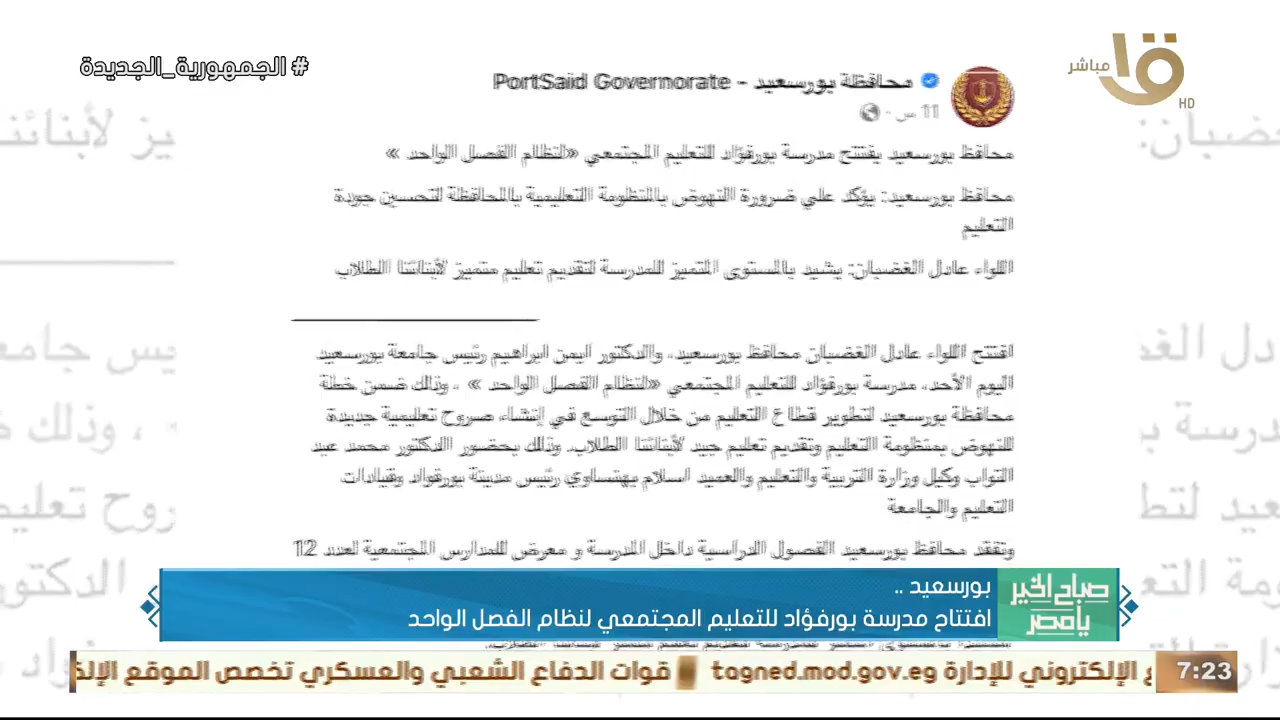 # الجمهورية_الجديدة
مباشر
HD
محافظة بورسعيد - PortSaid Governorate
11 س ·
محافظ بورسعيد يفتتح مدرسة بورفؤاد للتعليم المجتمعي «لنظام الفصل الواحد »
محافظ بورسعيد: يؤكد علي ضرورة النهوض بالمنظومة التعليمية بالمحافظة لتحسين جودة
التعليم
اللواء عادل الغضبان: يشيد بالمستوى المتميز للمدرسة لتقديم تعليم متميز لأبنائنا الطلاب
افتتح اللواء عادل الغضبان محافظ بورسعيد، والدكتور ايمن ابراهيم رئيس جامعة بورسعيد
اليوم الأحد، مدرسة بورفؤاد للتعليم المجتمعي «لنظام الفصل الواحد » ، وذلك ضمن خطة
محافظة بورسعيد لتطوير قطاع التعليم من خلال التوسع في إنشاء صروح تعليمية جديدة
للنهوض بمنظومة التعليم وتقديم تعليم جيد لأبنائنا الطلاب، وذلك بحضور الدكتور محمد عبد
التواب وكيل وزارة التربية والتعليم والعميد اسلام بهنساوي رئيس مدينة بورفواد وقيادات
التعليم والجامعة
وتفقد محافظ بورسعيد الفصول الدراسية داخل المدرسة و معرض للمدارس المجتمعية لعدد 12
صباح الخير
يا مصر
بورسعيد ..
افتتاح مدرسة بورفؤاد للتعليم المجتمعي لنظام الفصل الواحد
7:23
ع الإلكتروني للإدارة tagned.mod.gov.eg
قوات الدفاع الشعبي والعسكري تخصص الموقع الإلك